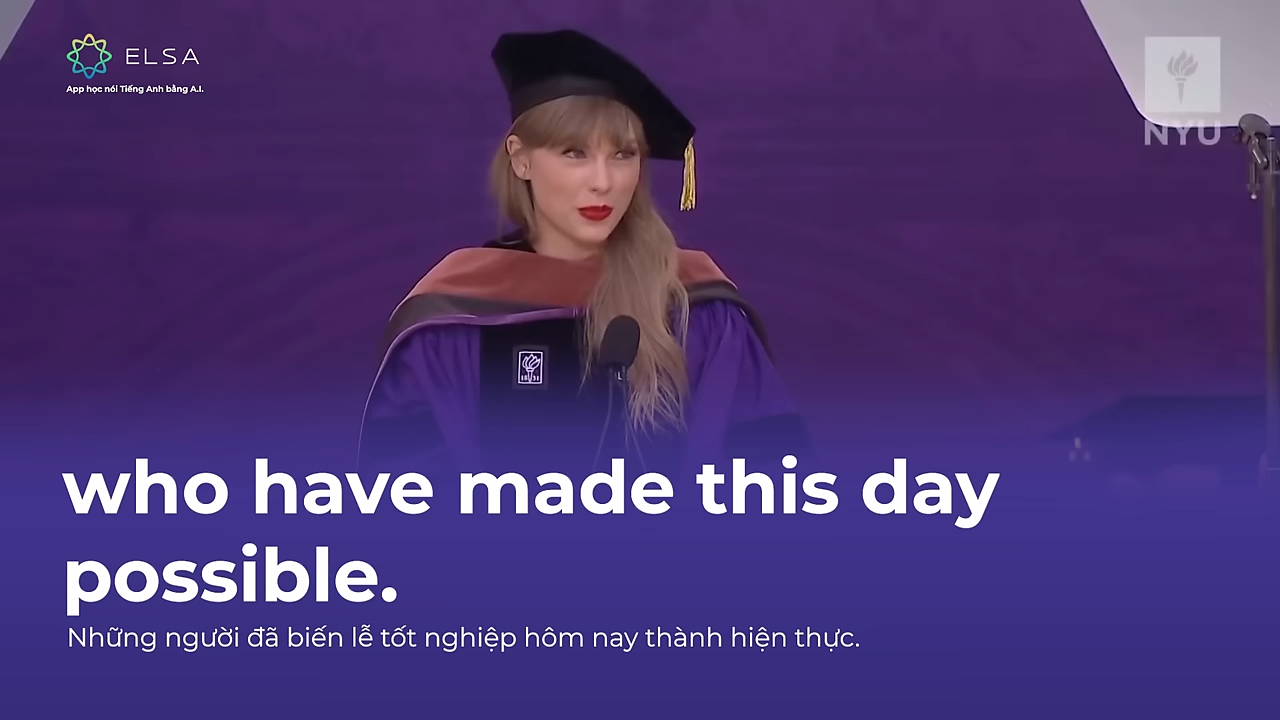 ELSA
App học nói Tiếng Anh bằng A.I.
NYU
who have made this day
possible.
Những người đã biến lễ tốt nghiệp hôm nay thành hiện thực.